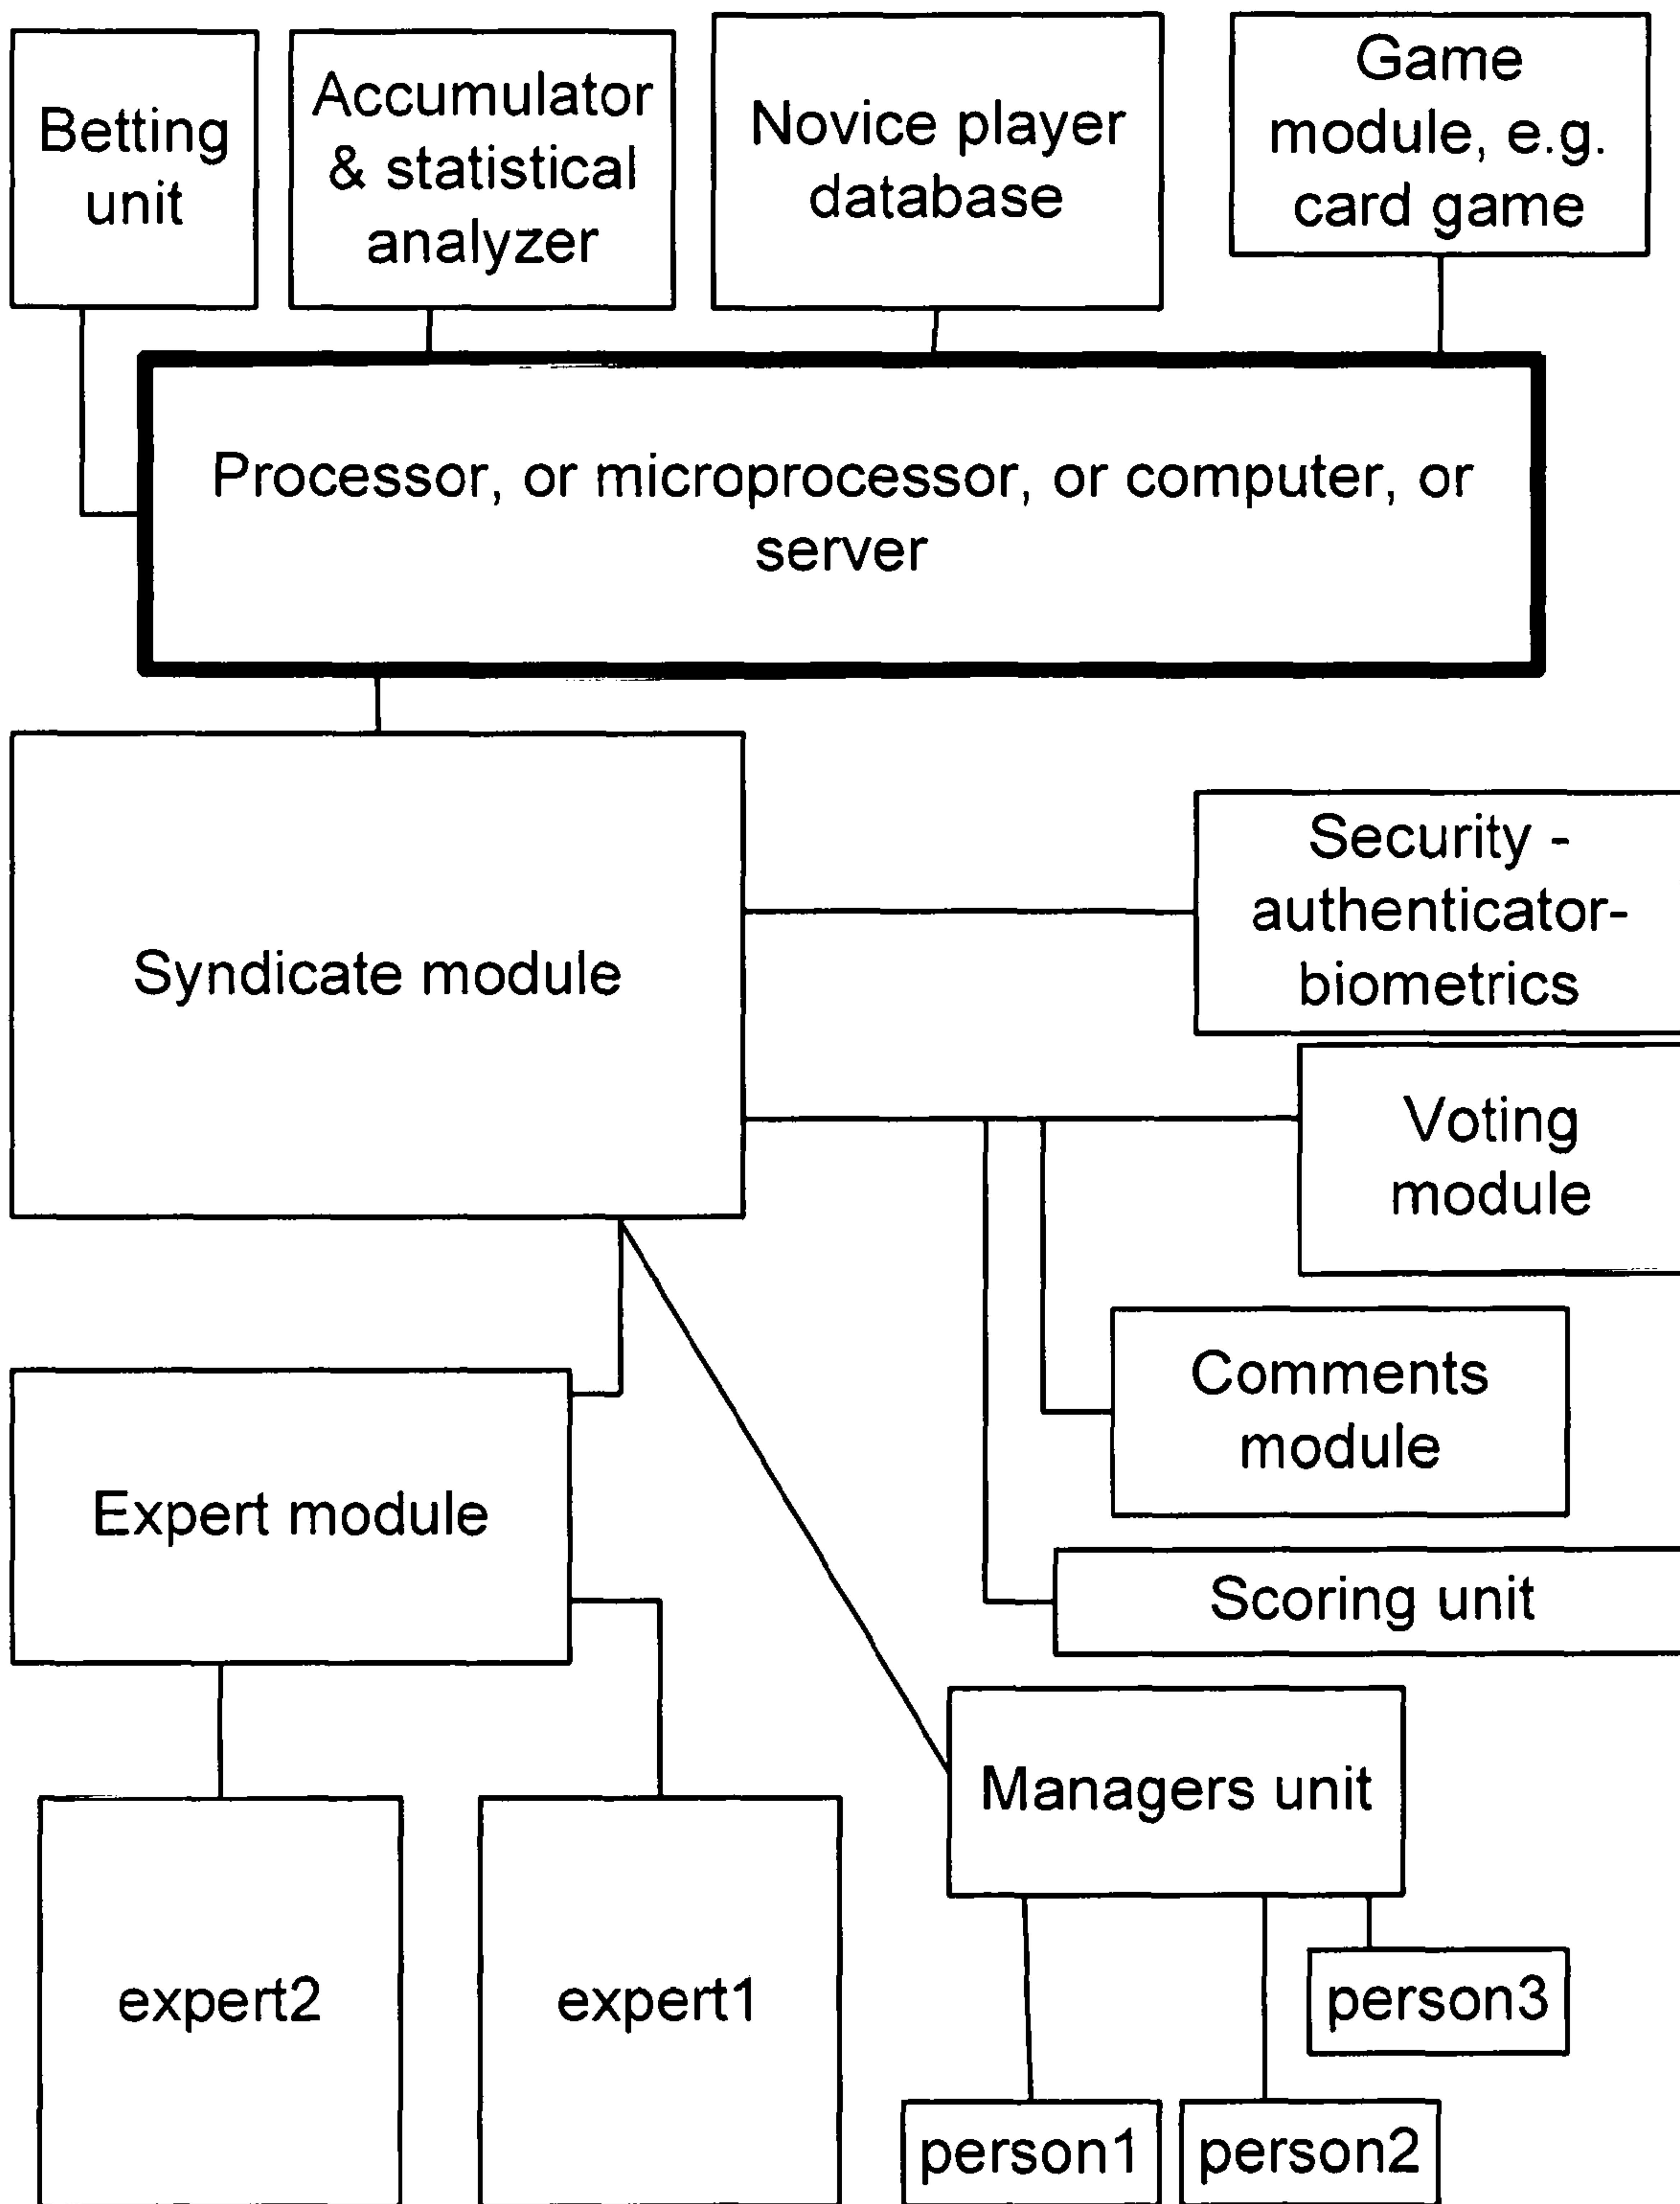 Betting
unit
Accumulator
& statistical
analyzer
Novice player
database
Game
module, e.g.
card game
Processor, or microprocessor, or computer, or
server
Syndicate module
Security -
authenticator-
biometrics
Voting
module
Comments
module
Expert module
Scoring unit
Managers unit
expert2
expert1
person3
person1
person2